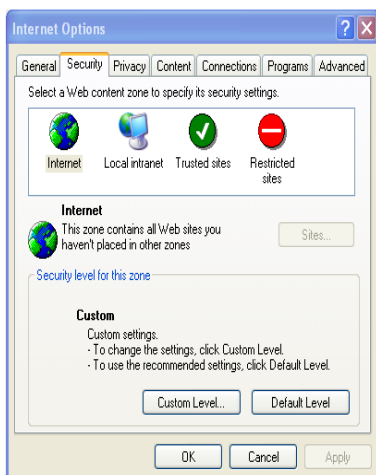 Internet Options
General Security Privacy Content Connections Programs Advanced
Select a Web content zone to specify its security settings.
Internet Local intranet Trusted sites Restricted sites
Internet
This zone contains all Web sites you
haven't placed in other zones
Sites...
Security level for this zone
Custom
Custom settings.
- To change the settings, click Custom Level.
- To use the recommended settings, click Default Level.
Custom Level... Default Level
OK Cancel Apply